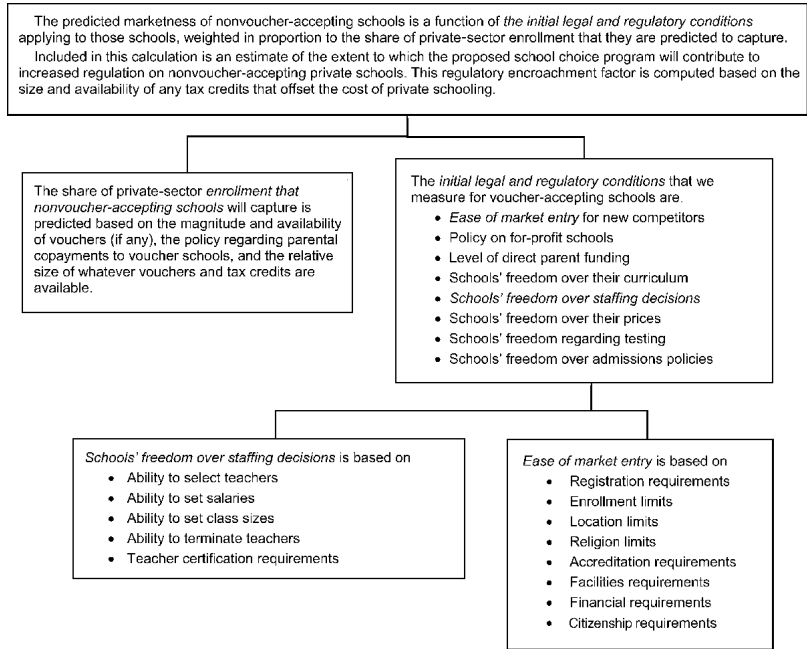 The predicted marketness of nonvoucher-accepting schools is a function of the initial legal and regulatory conditions
applying to those schools, weighted in proportion to the share of private-sector enrollment that they are predicted to capture.
Included in this calculation is an estimate of the extent to which the proposed school choice program will contribute to
increased regulation on nonvoucher-accepting private schools. This regulatory encroachment factor is computed based on the
size and availability of any tax credits that offset the cost of private schooling.
The share of private-sector enrollment that
nonvoucher-accepting schools will capture is
predicted based on the magnitude and availability
of vouchers (if any), the policy regarding parental
copayments to voucher schools, and the relative
size of whatever vouchers and tax credits are
available.
The initial legal and regulatory conditions that we
measure for voucher-accepting schools are.
• Ease of market entry for new competitors
• Policy on for-profit schools
• Level of direct parent funding
• Schools' freedom over their curriculum
• Schools' freedom over staffing decisions
• Schools' freedom over their prices
• Schools' freedom regarding testing
• Schools' freedom over admissions policies
Schools' freedom over staffing decisions is based on
• Ability to select teachers
• Ability to set salaries
• Ability to set class sizes
• Ability to terminate teachers
• Teacher certification requirements
Ease of market entry is based on
• Registration requirements
• Enrollment limits
• Location limits
• Religion limits
• Accreditation requirements
• Facilities requirements
• Financial requirements
• Citizenship requirements